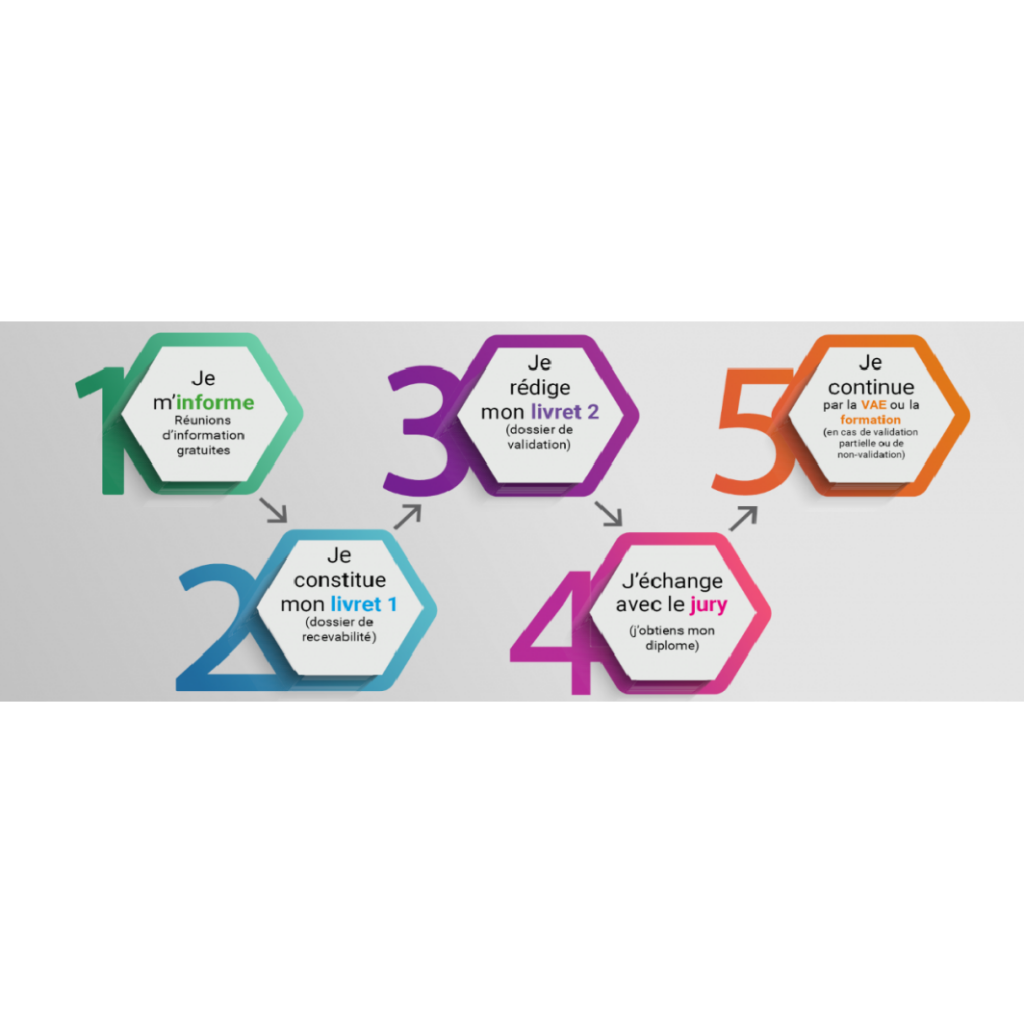 1
Je
m'informe
Réunions
d'information
gratuites
2
Je
constitue
mon livret 1
(dossier de
recevabilité)
3
Je
rédige
mon livret 2
(dossier de
validation)
4
J'échange
avec le jury
(j'obtiens mon
diplome)
5
Je
continue
par la VAE ou la
formation
(en cas de validation
partielle ou de
non-validation)